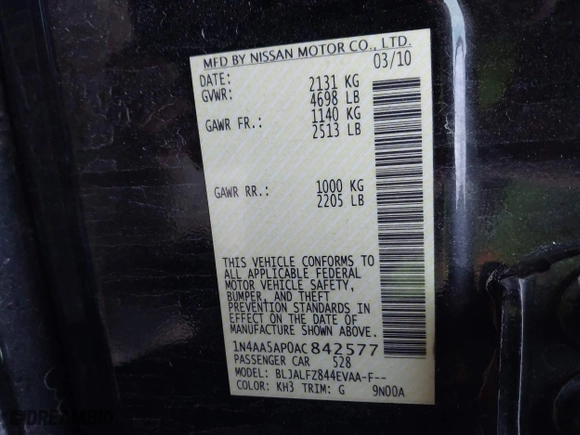 MFD BY NISSAN MOTOR CO., LTD.
DATE: 03/10
GVWR: 2131 KG
4698 LB
GAWR FR.: 1140 KG
2513 LB
GAWR RR.: 1000 KG
2205 LB
THIS VEHICLE CONFORMS TO
ALL APPLICABLE FEDERAL
MOTOR VEHICLE SAFETY,
BUMPER, AND THEFT
PREVENTION STANDARDS IN
EFFECT ON THE DATE OF
MANUFACTURE SHOWN ABOVE.
1N4AA5AP0AC842577
PASSENGER CAR 528
MODEL: BLJALFZ844EVAA-F--
COLOR: KH3 TRIM: G 9N00A
DREAMBID